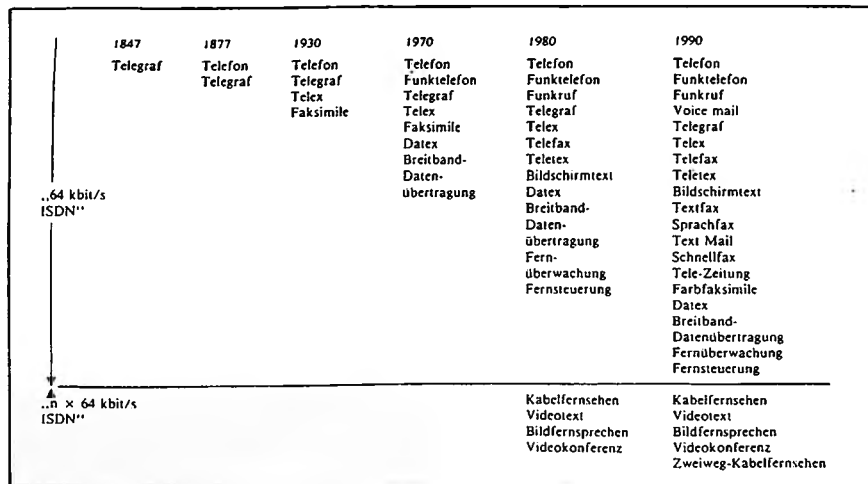 1847
Telegraf
1877
Telefon
Telegraf
1930
Telefon
Telegraf
Telex
Faksimile
1970
Telefon
Funktelefon
Telegraf
Telex
Faksimile
Datex
Breitband-
Daten-
übertragung
1980
Telefon
Funktelefon
Funkruf
Telegraf
Telex
Telefax
Teletex
Bildschirmtext
Datex
Breitband-
Daten-
übertragung
Fern-
überwachung
Fernsteuerung
1990
Telefon
Funktelefon
Funkruf
Voice mail
Telegraf
Telex
Telefax
Teletex
Bildschirmtext
Textfax
Sprachfax
Text Mail
Schnellfax
Tele-Zeitung
Farbfaksimile
Datex
Breitband-
Datenübertragung
Fernüberwachung
Fernsteuerung
„64 kbit/s
ISDN"
„n × 64 kbit/s
ISDN"
Kabelfernsehen
Videotext
Bildfernsprechen
Videokonferenz
Kabelfernsehen
Videotext
Bildfernsprechen
Videokonferenz
Zweiweg-Kabelfernsehen